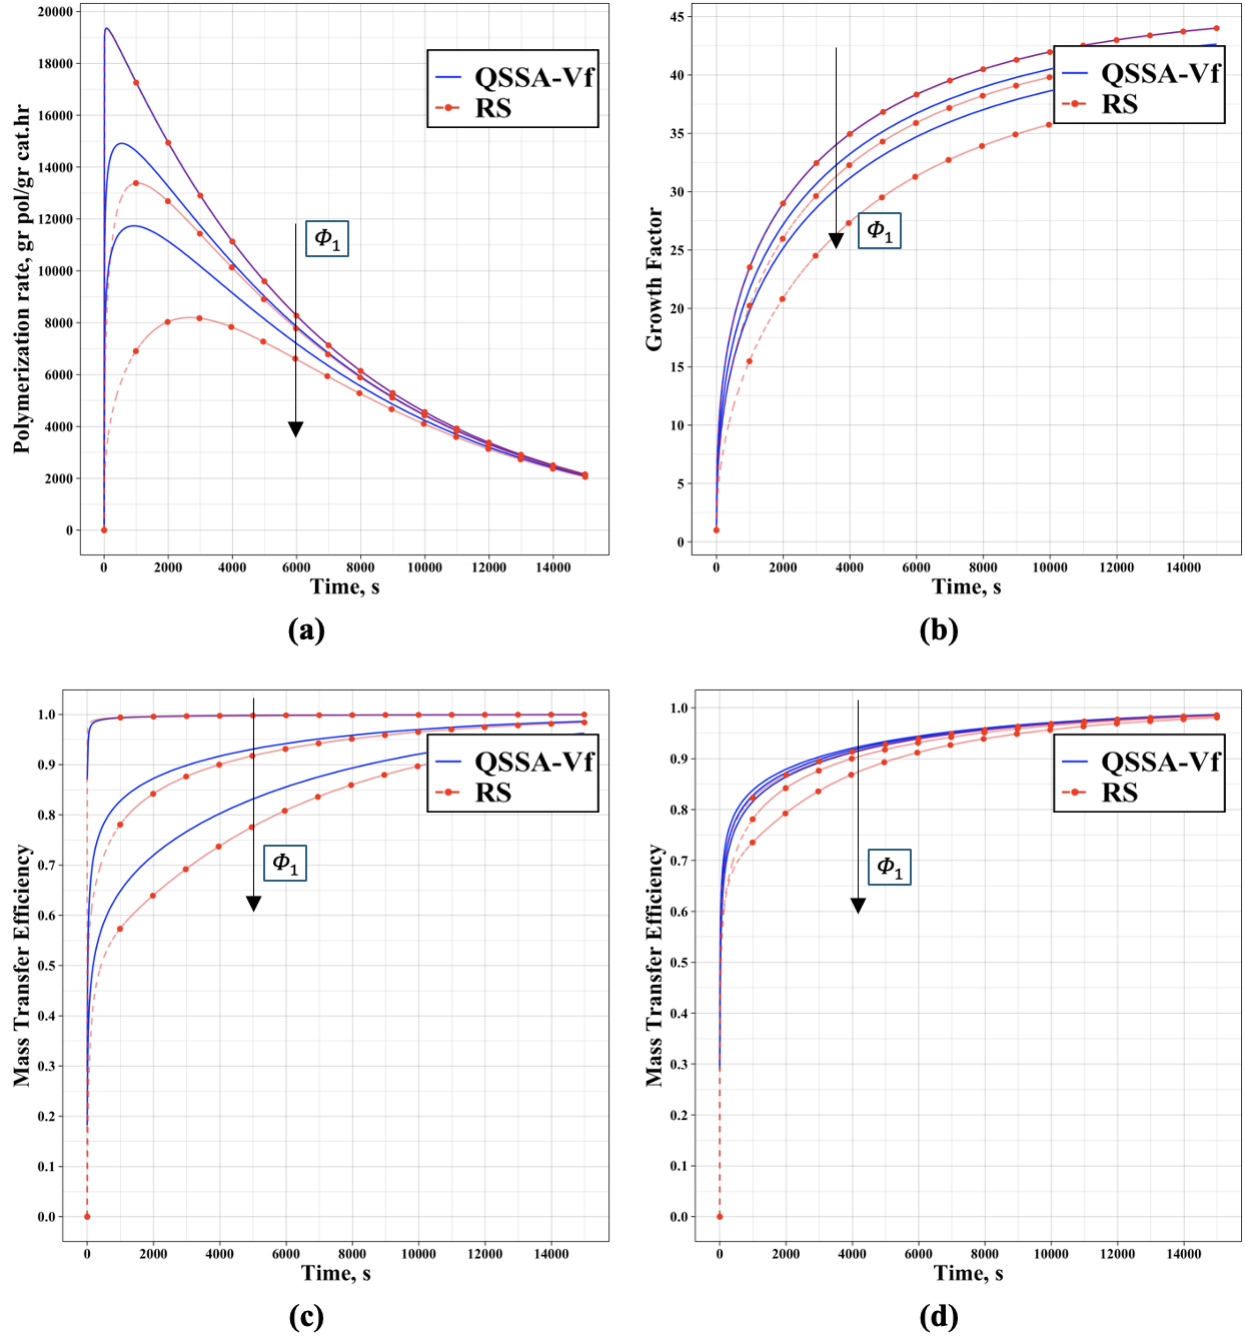 20000
18000
16000
14000
12000
10000
8000
6000
4000
2000
0
Polymerization rate, gr pol/gr cat.hr
QSSA-Vf
RS
Φ1
0 2000 4000 6000 8000 10000 12000 14000
Time, s
(a)
45
40
35
30
25
20
15
10
5
0
Growth Factor
QSSA-Vf
RS
Φ1
0 2000 4000 6000 8000 10000 12000 14000
Time, s
(b)
1.0
0.9
0.8
0.7
0.6
0.5
0.4
0.3
0.2
0.1
0.0
Mass Transfer Efficiency
QSSA-Vf
RS
Φ1
0 2000 4000 6000 8000 10000 12000 14000
Time, s
(c)
1.0
0.9
0.8
0.7
0.6
0.5
0.4
0.3
0.2
0.1
0.0
Mass Transfer Efficiency
QSSA-Vf
RS
Φ1
0 2000 4000 6000 8000 10000 12000 14000
Time, s
(d)